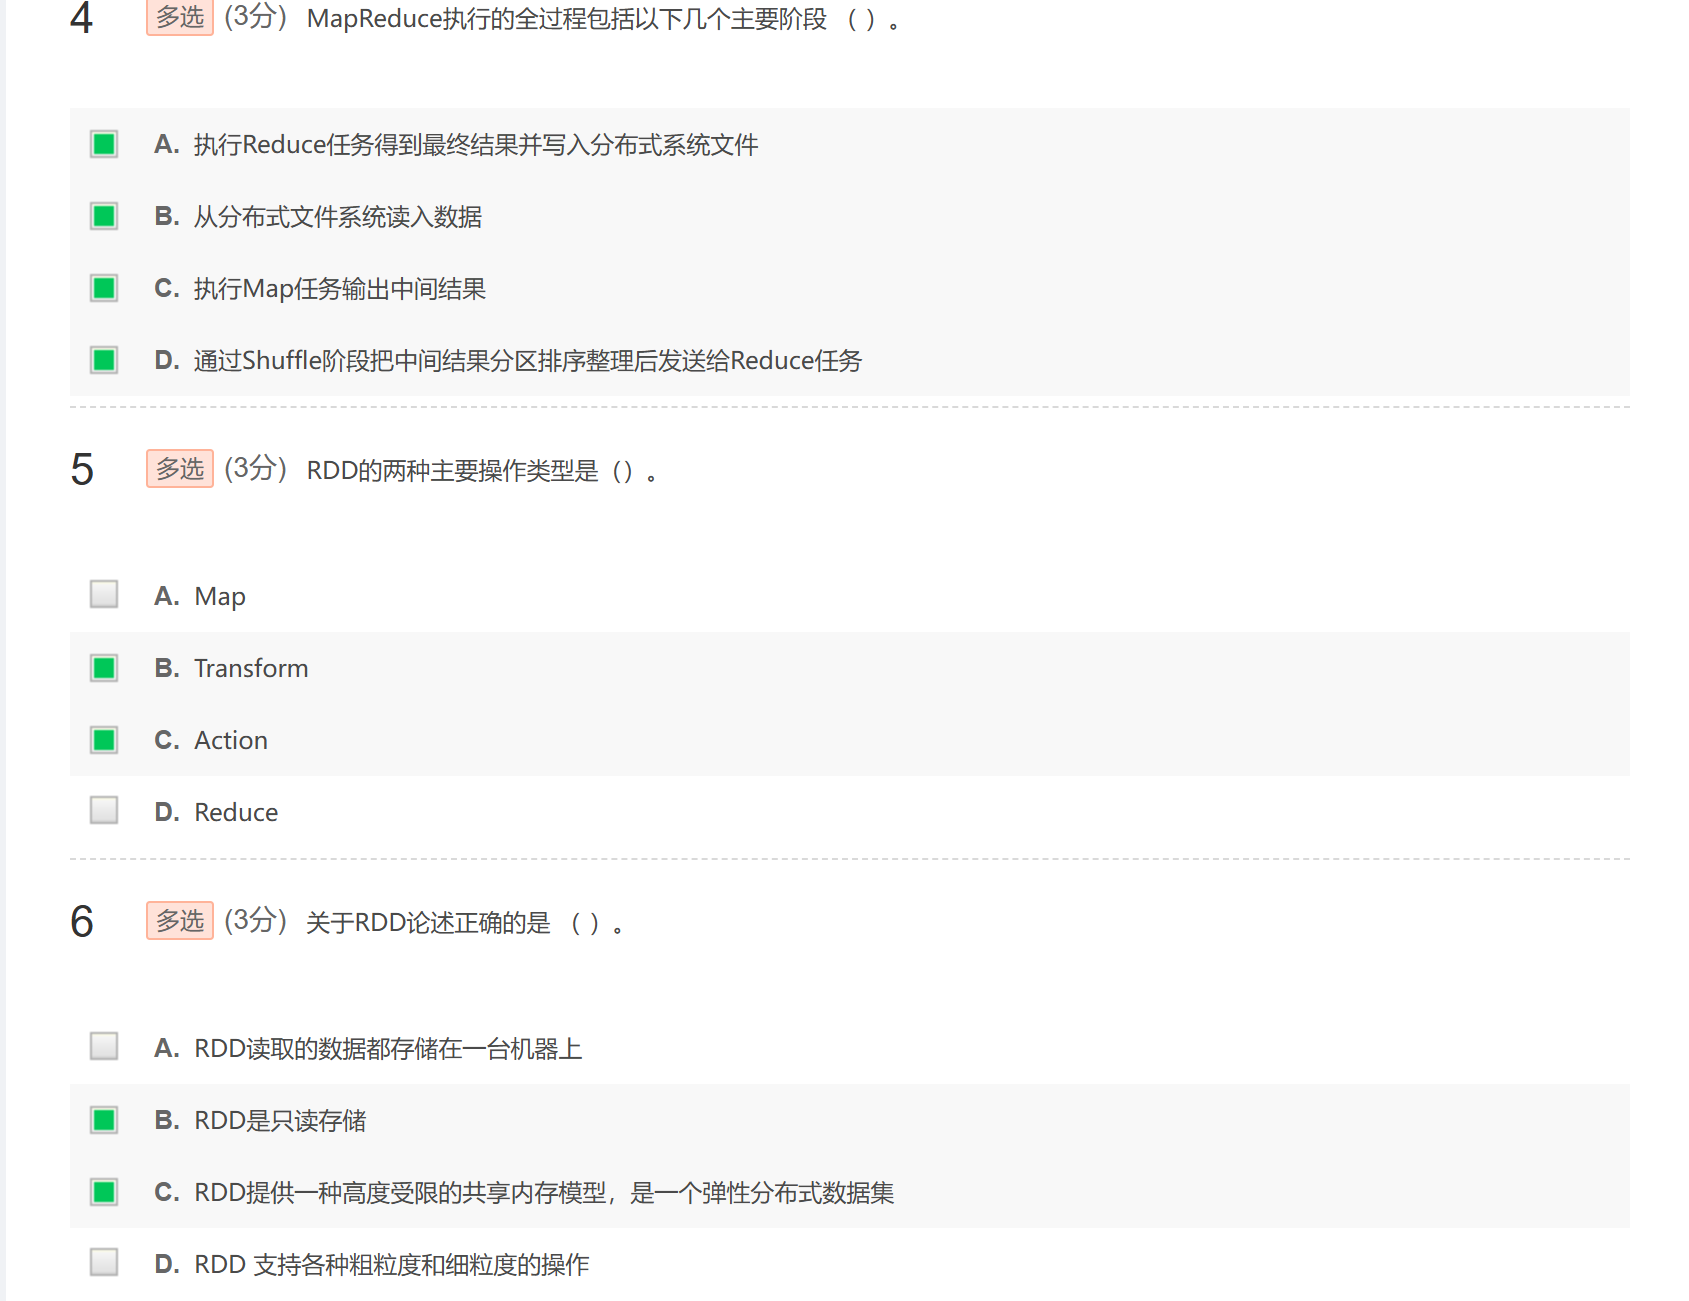 4 多选 (3分) MapReduce执行的全过程包括以下几个主要阶段 （ ）。
A. 执行Reduce任务得到最终结果并写入分布式系统文件
B. 从分布式文件系统读入数据
C. 执行Map任务输出中间结果
D. 通过Shuffle阶段把中间结果分区排序整理后发送给Reduce任务
5 多选 (3分) RDD的两种主要操作类型是（）。
A. Map
B. Transform
C. Action
D. Reduce
6 多选 (3分) 关于RDD论述正确的是 （ ）。
A. RDD读取的数据都存储在一台机器上
B. RDD是只读存储
C. RDD提供一种高度受限的共享内存模型，是一个弹性分布式数据集
D. RDD 支持各种粗粒度和细粒度的操作